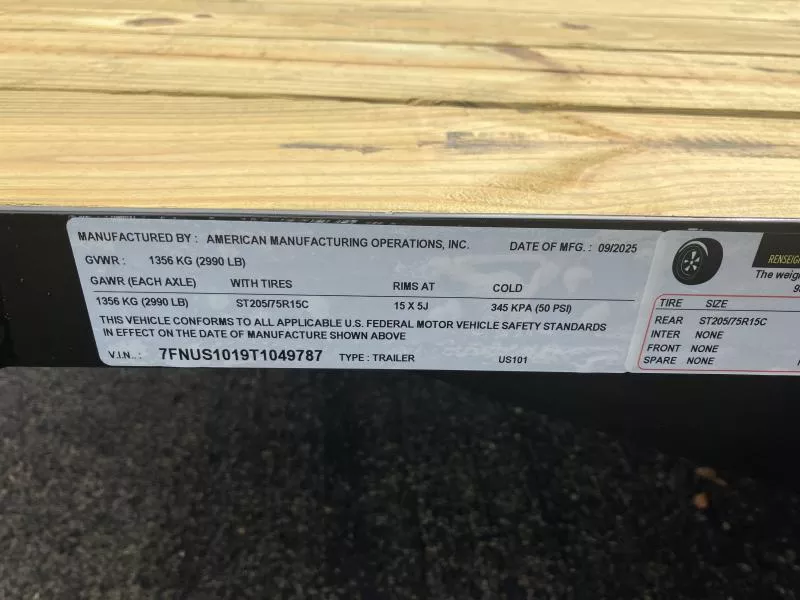 MANUFACTURED BY : AMERICAN MANUFACTURING OPERATIONS, INC. DATE OF MFG. : 09/2025
GVWR : 1356 KG (2990 LB)
GAWR (EACH AXLE) WITH TIRES RIMS AT COLD
1356 KG (2990 LB) ST205/75R15C 15 X 5J 345 KPA (50 PSI)
THIS VEHICLE CONFORMS TO ALL APPLICABLE U.S. FEDERAL MOTOR VEHICLE SAFETY STANDARDS
IN EFFECT ON THE DATE OF MANUFACTURE SHOWN ABOVE
V.I.N.. : 7FNUS1019T1049787 TYPE : TRAILER US101
The
TIRE SIZE
REAR ST205/75R15C
INTER NONE
FRONT NONE
SPARE NONE